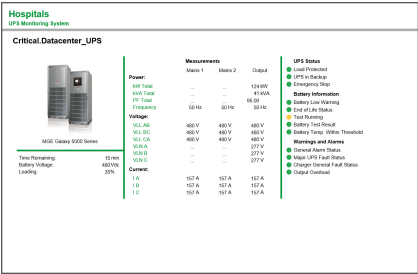 Hospitals
UPS Monitoring System
Critical.Datacenter_UPS
MGE Galaxy 5000 Series
Time Remaining: 15 min
Battery Voltage: 400 Vdc
Loading: 35%
Measurements
Mains 1 Mains 2 Output
Power:
kW Total ... ... 124 kW
kVA Total ... ... 41 kVA
PF Total 95.00
Frequency 50 Hz 50 Hz 50 Hz
Voltage:
VLL AB 480 V 480 V 480 V
VLL BC 480 V 480 V 480 V
VLL CA 480 V 480 V 480 V
VLN A ... ... 277 V
VLN B ... ... 277 V
VLN C ... ... 277 V
Current:
I A 157 A 157 A 157 A
I B 157 A 157 A 157 A
I C 157 A 157 A 157 A
UPS Status
Load Protected
UPS in Backup
Emergency Stop
Battery Information
Battery Low Warning
End of Life Status
Test Running
Battery Test Result
Battery Temp. Within Threshold
Warnings and Alarms
General Alarm Status
Major UPS Fault Status
Charger General Fault Status
Output Overload